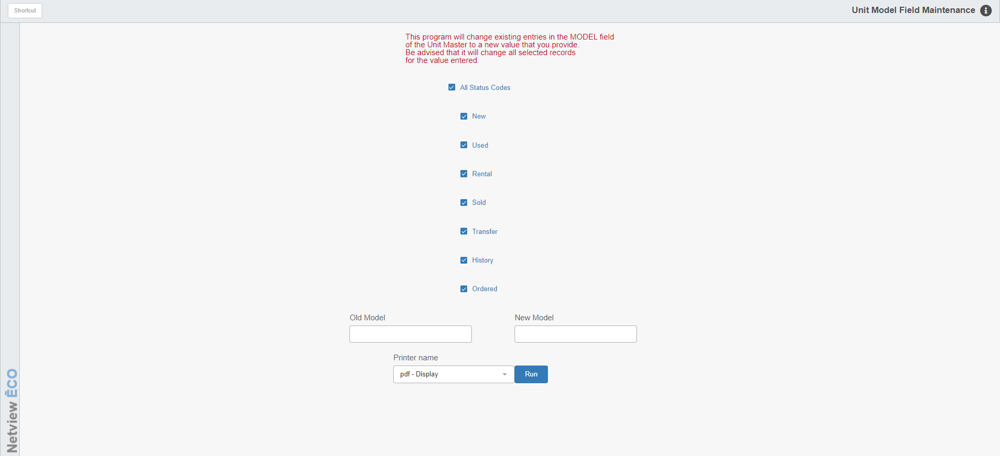 Shortcut
Unit Model Field Maintenance
This program will change existing entries in the MODEL field
of the Unit Master to a new value that you provide.
Be advised that it will change all selected records
for the value entered.
All Status Codes
New
Used
Rental
Sold
Transfer
History
Ordered
Old Model
New Model
Printer name
pdf - Display
Run
Netview ĒCO